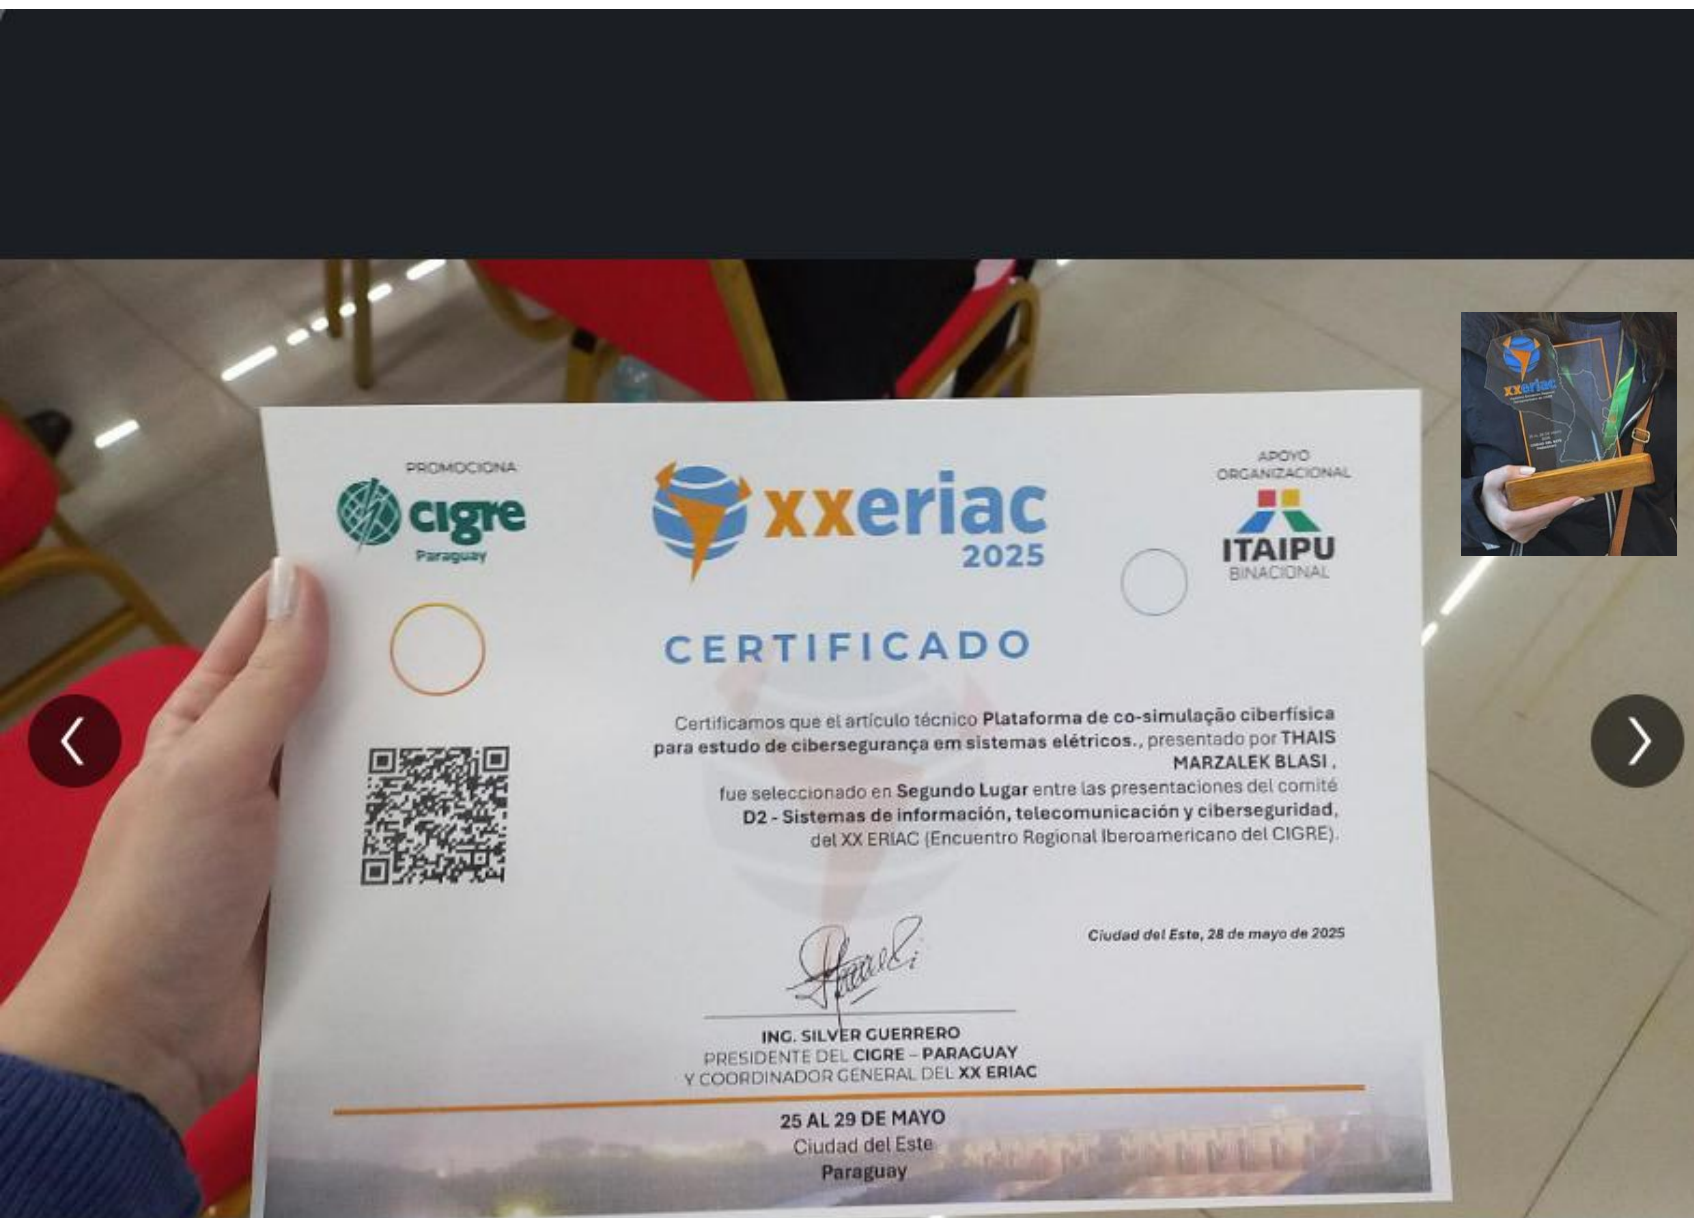 PROMOCIONA
cigre
Paraguay
xxeriac
2025
APOYO
ORGANIZACIONAL
ITAIPU
BINACIONAL
xxeriac
CERTIFICADO
Certificamos que el artículo técnico Plataforma de co-simulação ciberfísica
para estudo de cibersegurança em sistemas elétricos., presentado por THAIS
MARZALEK BLASI .
fue seleccionado en Segundo Lugar entre las presentaciones del comité
D2 - Sistemas de información, telecomunicación y ciberseguridad,
del XX ERIAC (Encuentro Regional Iberoamericano del CIGRE).
Ciudad del Este, 28 de mayo de 2025
ING. SILVER GUERRERO
PRESIDENTE DEL CIGRE – PARAGUAY
Y COORDINADOR GENERAL DEL XX ERIAC
25 AL 29 DE MAYO
Ciudad del Este
Paraguay